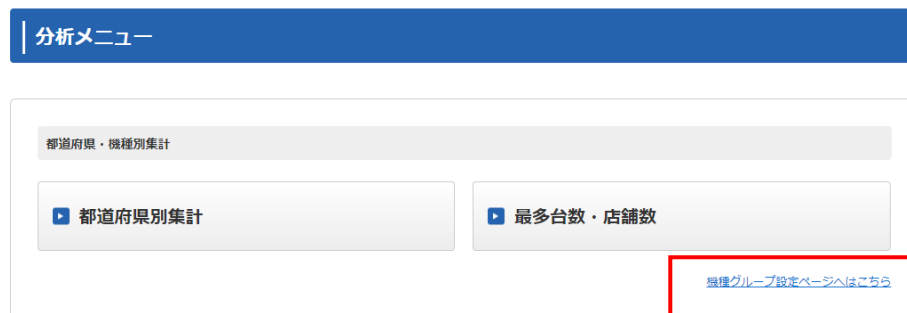 分析メニュー
都道府県・機種別集計
都道府県別集計
最多台数・店舗数
機種グループ設定ページへはこちら